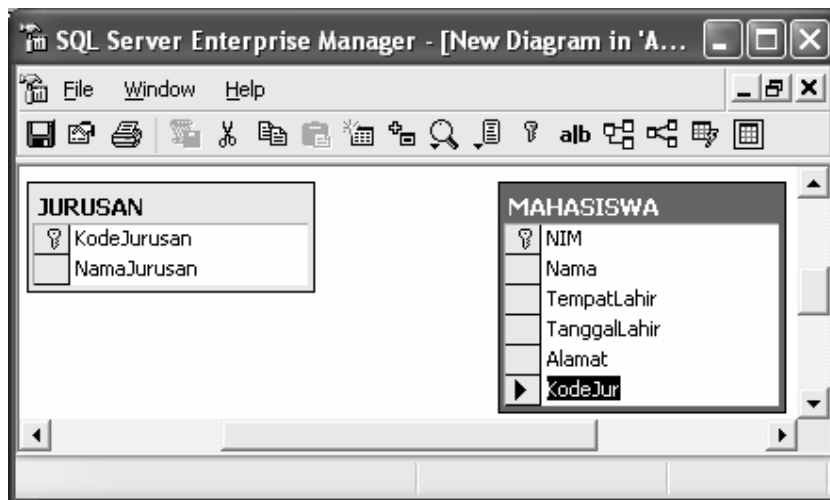 SQL Server Enterprise Manager - [New Diagram in 'A...
File Window Help
a|b
JURUSAN
KodeJurusan
NamaJurusan
MAHASISWA
NIM
Nama
TempatLahir
TanggalLahir
Alamat
KodeJur